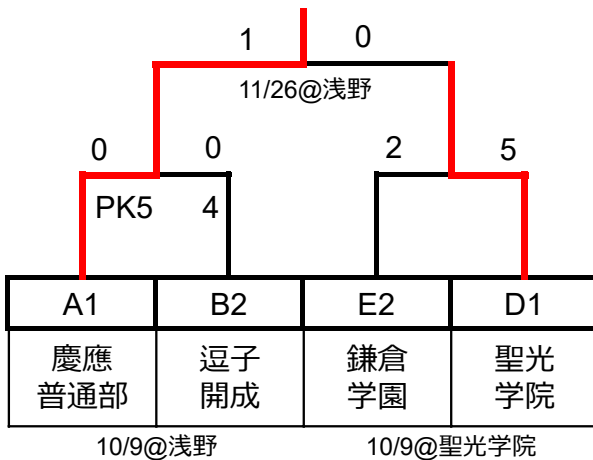 1 0
11/26@浅野
0 0 2 5
PK5 4
A1 B2 E2 D1
慶應 逗子 鎌倉 聖光
普通部 開成 学園 学院
10/9@浅野 10/9@聖光学院